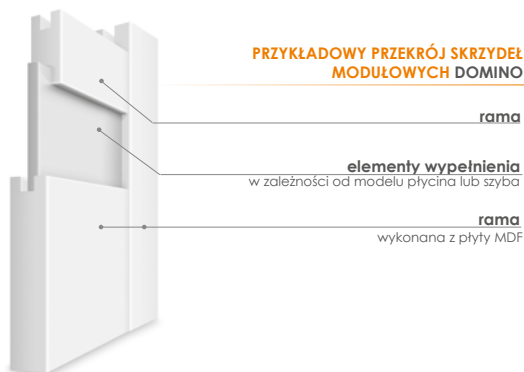 PRZYKŁADOWY PRZEKRÓJ SKRZYDEŁ
MODUŁOWYCH DOMINO
rama
elementy wypełnienia
w zależności od modelu płycina lub szyba
rama
wykonana z płyty MDF